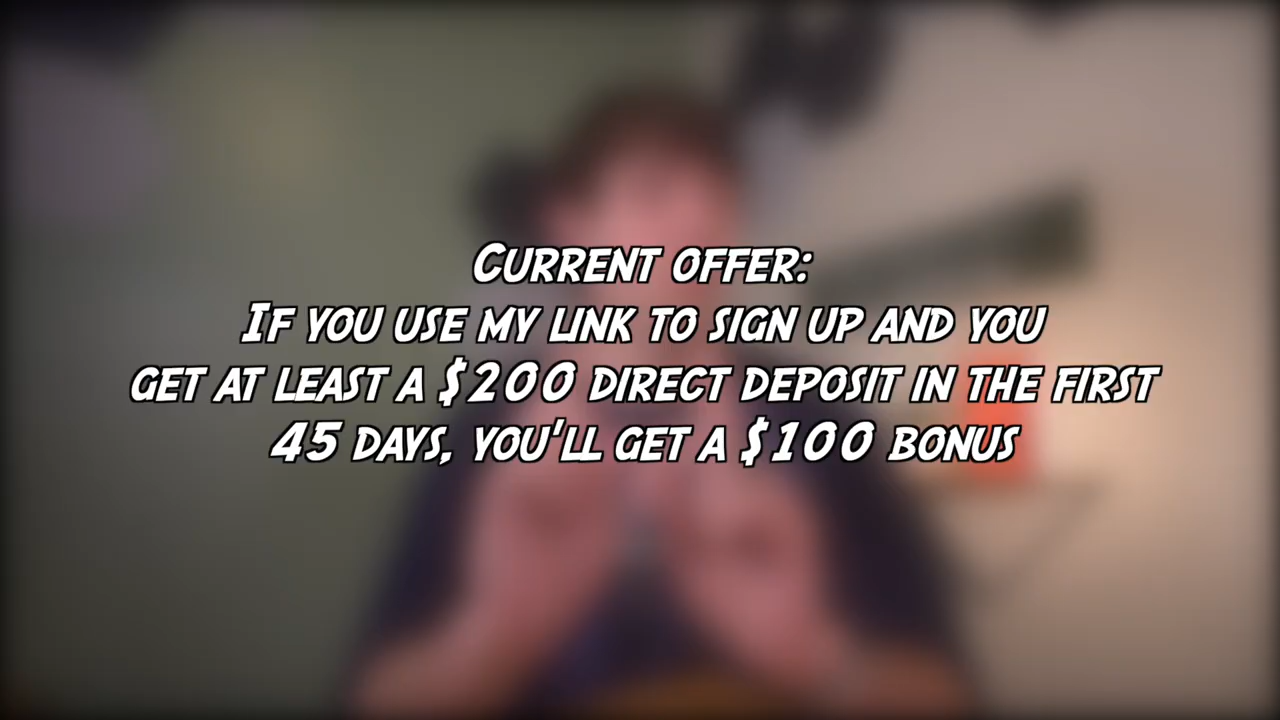 Current offer:
If you use my link to sign up and you
get at least a $200 direct deposit in the first
45 days, you'll get a $100 bonus